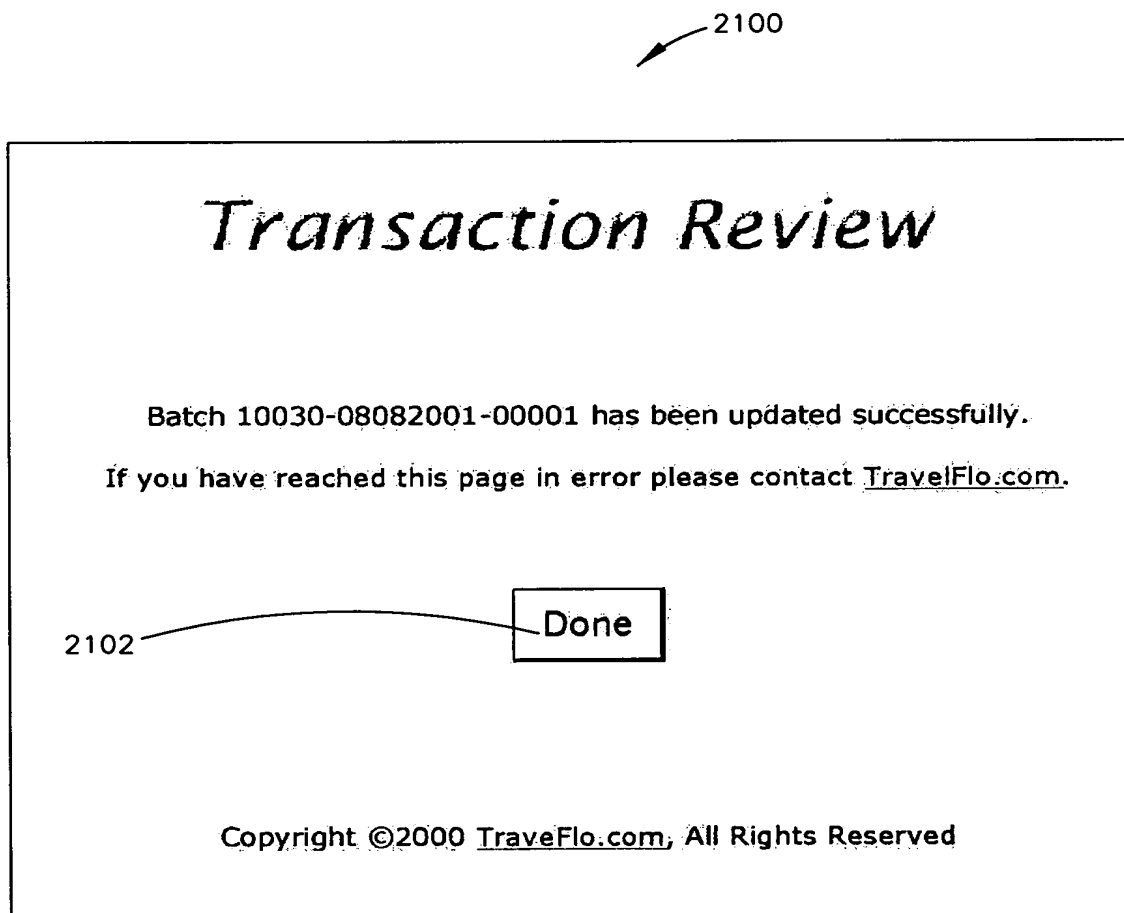 2100
Transaction Review
Batch 10030-08082001-00001 has been updated successfully.
If you have reached this page in error please contact TravelFlo.com.
Done
2102
Copyright ©2000 TraveFlo.com, All Rights Reserved